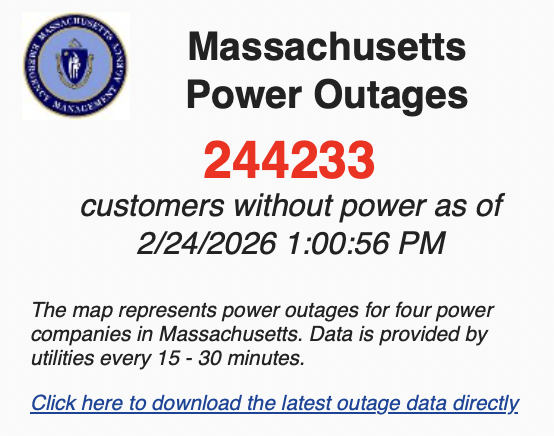 MASSACHUSETTS
EMERGENCY MANAGEMENT AGENCY
Massachusetts
Power Outages
244233
customers without power as of
2/24/2026 1:00:56 PM
The map represents power outages for four power
companies in Massachusetts. Data is provided by
utilities every 15 - 30 minutes.
Click here to download the latest outage data directly